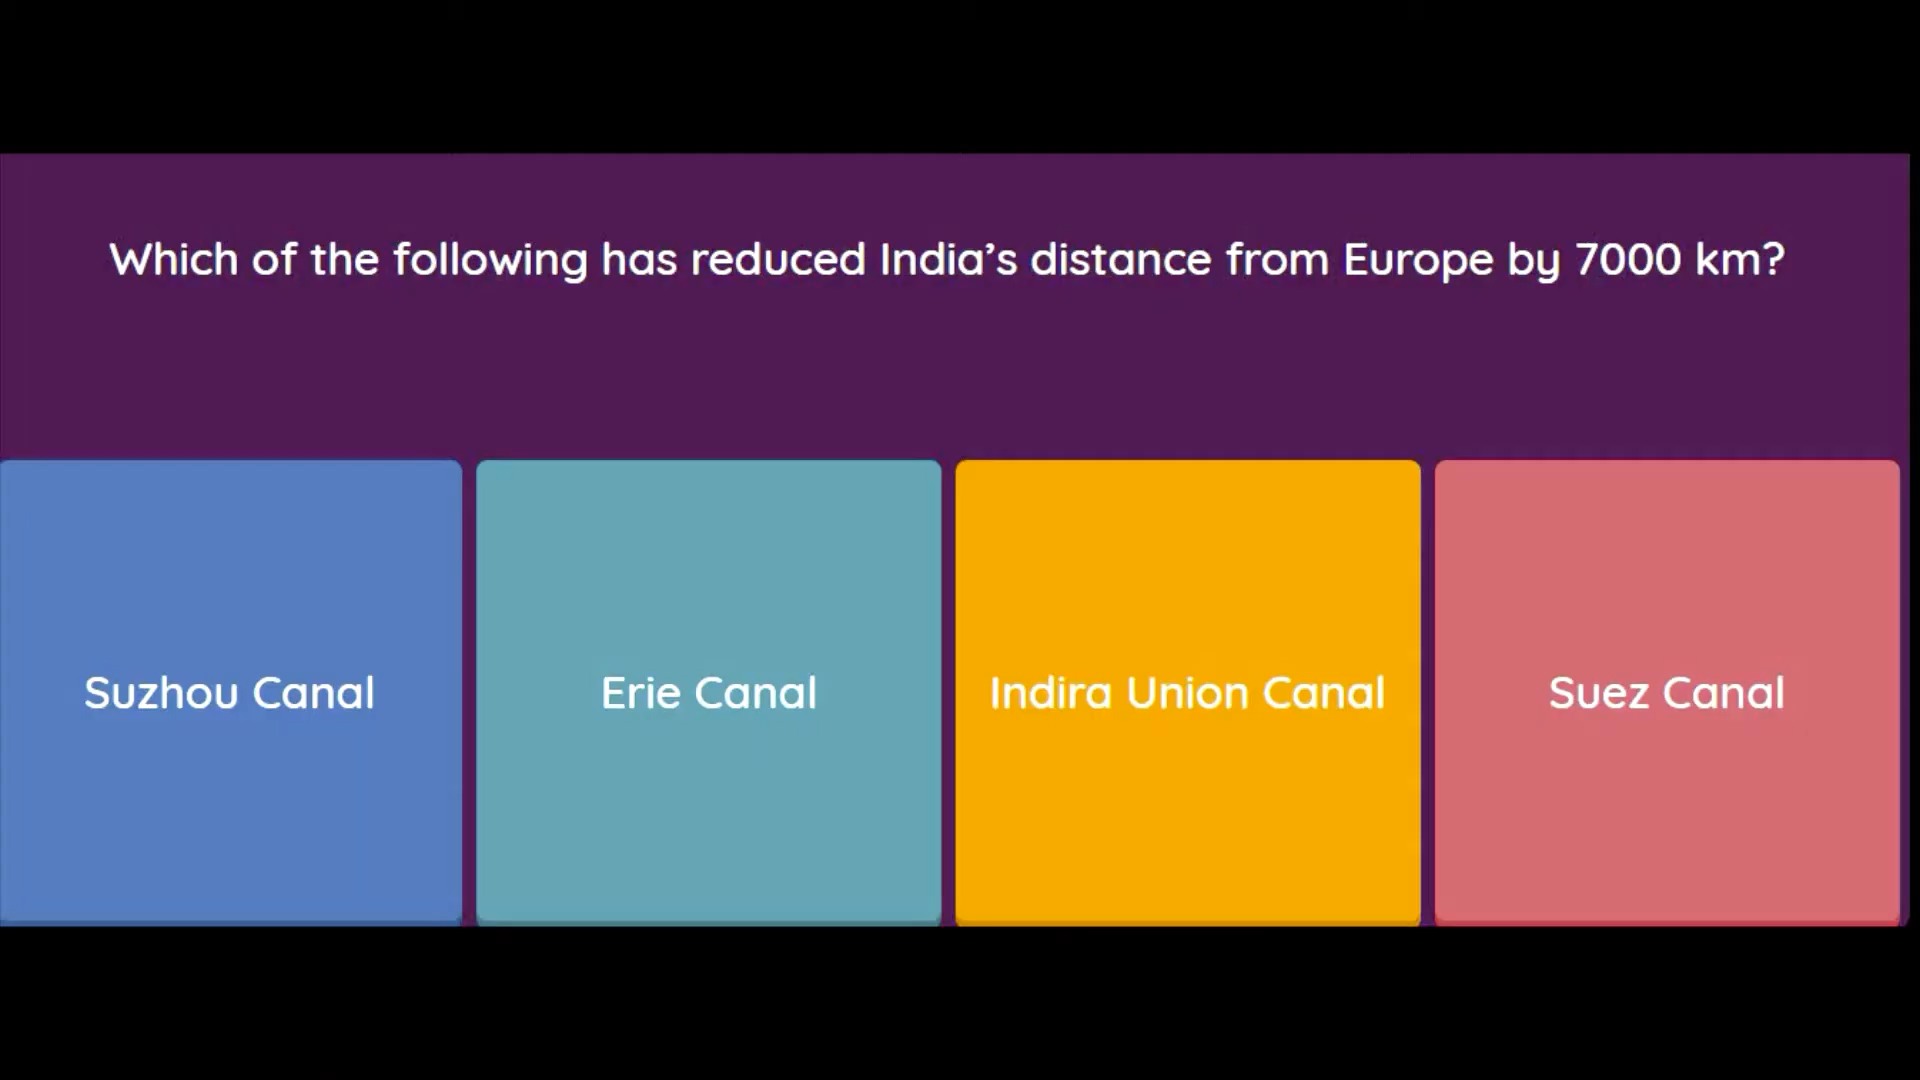 Which of the following has reduced India’s distance from Europe by 7000 km?
Suzhou Canal
Erie Canal
Indira Union Canal
Suez Canal